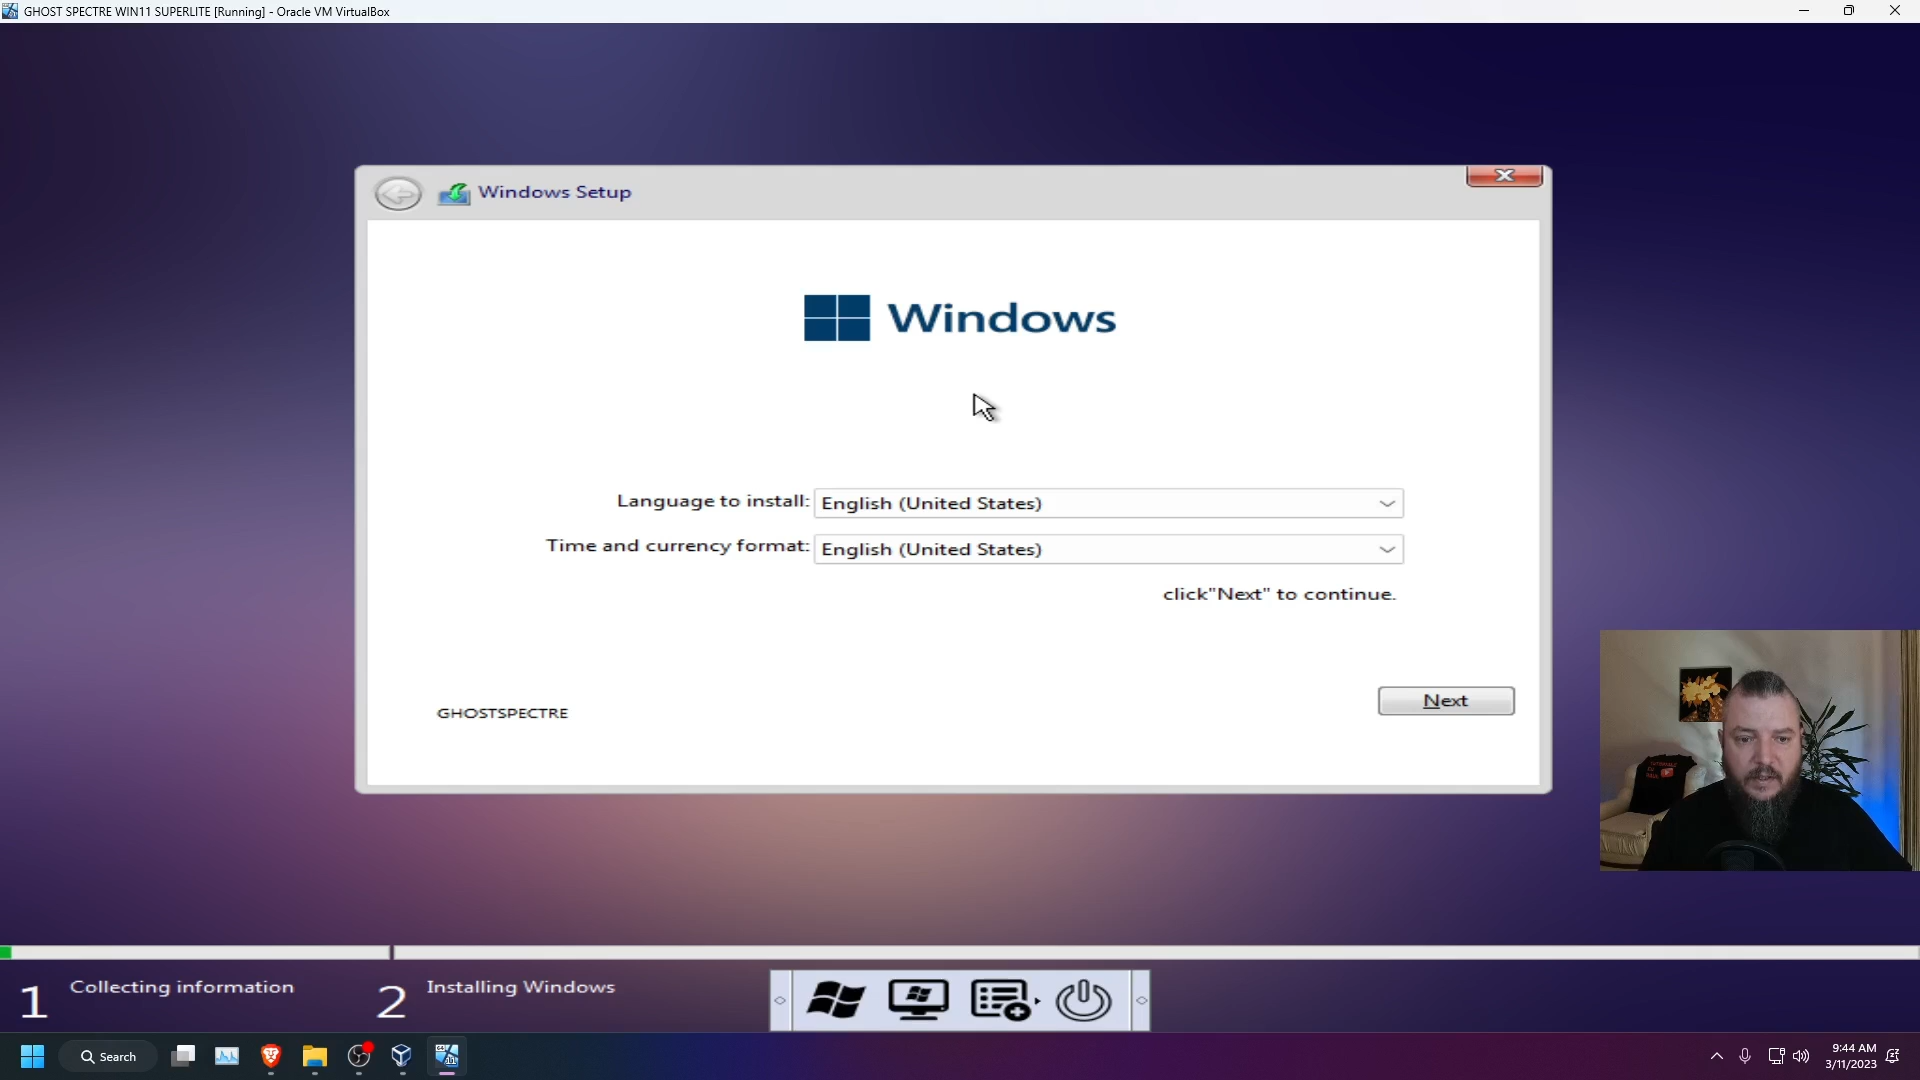 GHOST SPECTRE WIN11 SUPERLITE [Running] - Oracle VM VirtualBox
Windows Setup
Windows
Language to install: English (United States)
Time and currency format: English (United States)
click"Next" to continue.
Next
GHOSTSPECTRE
1 Collecting information
2 Installing Windows
Search
9:44 AM
3/11/2023